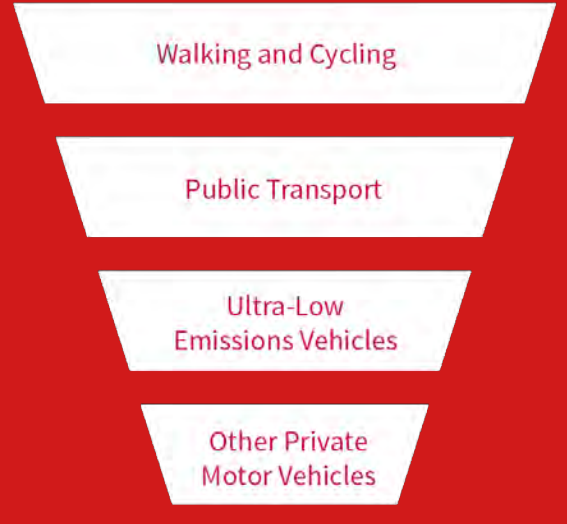 Walking and Cycling
Public Transport
Ultra-Low
Emissions Vehicles
Other Private
Motor Vehicles